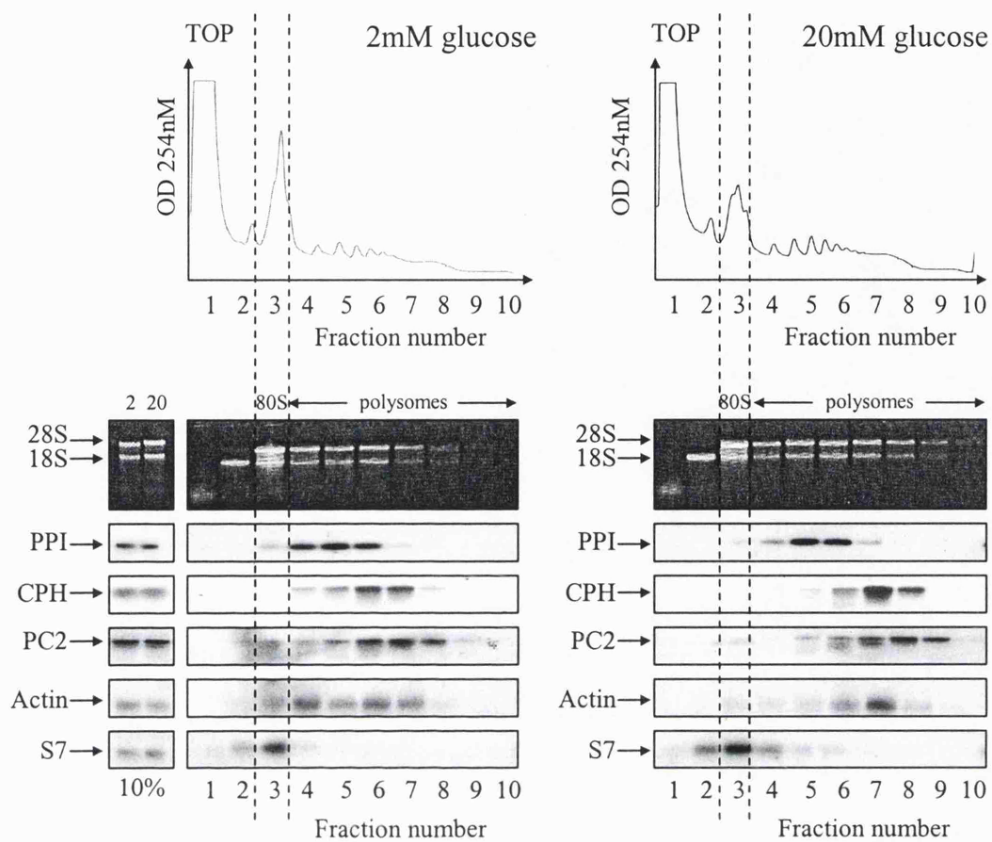 TOP 2mM glucose
OD 254nM
1 2 3 4 5 6 7 8 9 10
Fraction number
TOP 20mM glucose
OD 254nM
1 2 3 4 5 6 7 8 9 10
Fraction number
2 20 80S polysomes
28S
18S
PPI
CPH
PC2
Actin
S7
10% 1 2 3 4 5 6 7 8 9 10
Fraction number
80S polysomes
28S
18S
PPI
CPH
PC2
Actin
S7
1 2 3 4 5 6 7 8 9 10
Fraction number